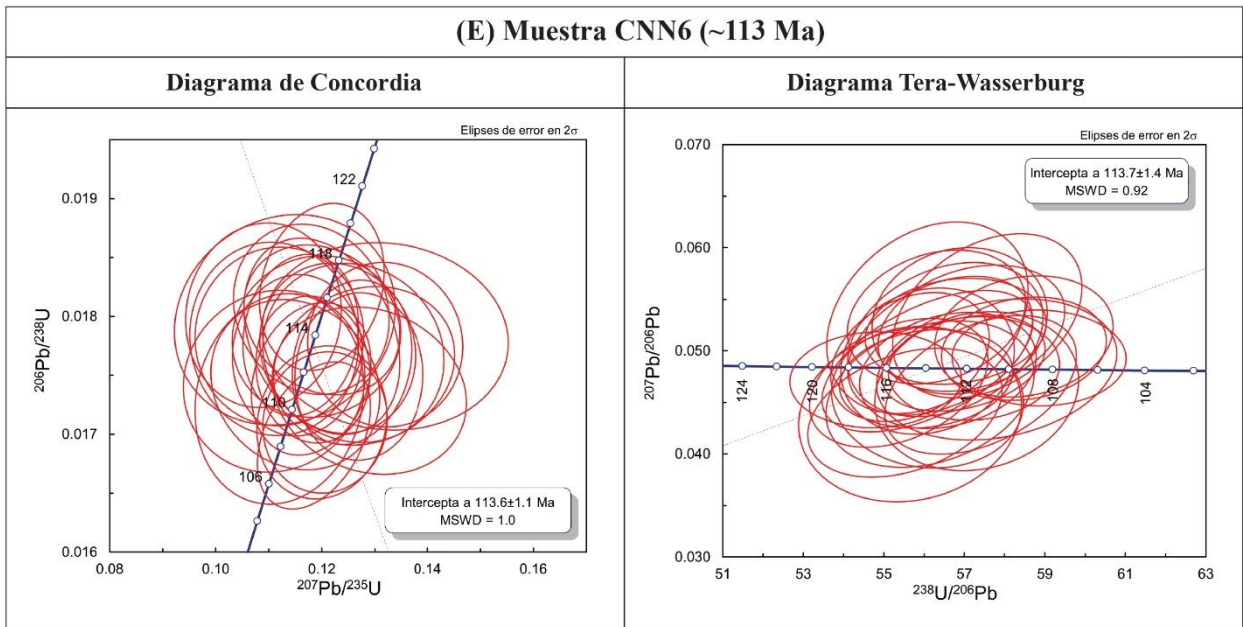 (E) Muestra CNN6 (~113 Ma)
Diagrama de Concordia
Diagrama Tera-Wasserburg
Elipses de error en 2σ
0.019
0.018
0.017
0.016
²⁰⁶Pb/²³⁸U
122
118
114
110
106
Intercepta a 113.6±1.1 Ma
MSWD = 1.0
0.08
0.10
0.12
0.14
0.16
²⁰⁷Pb/²³⁵U
Elipses de error en 2σ
0.070
0.060
0.050
0.040
0.030
²⁰⁷Pb/²⁰⁶Pb
Intercepta a 113.7±1.4 Ma
MSWD = 0.92
124
120
116
112
108
104
51
53
55
57
59
61
63
²³⁸U/²⁰⁶Pb